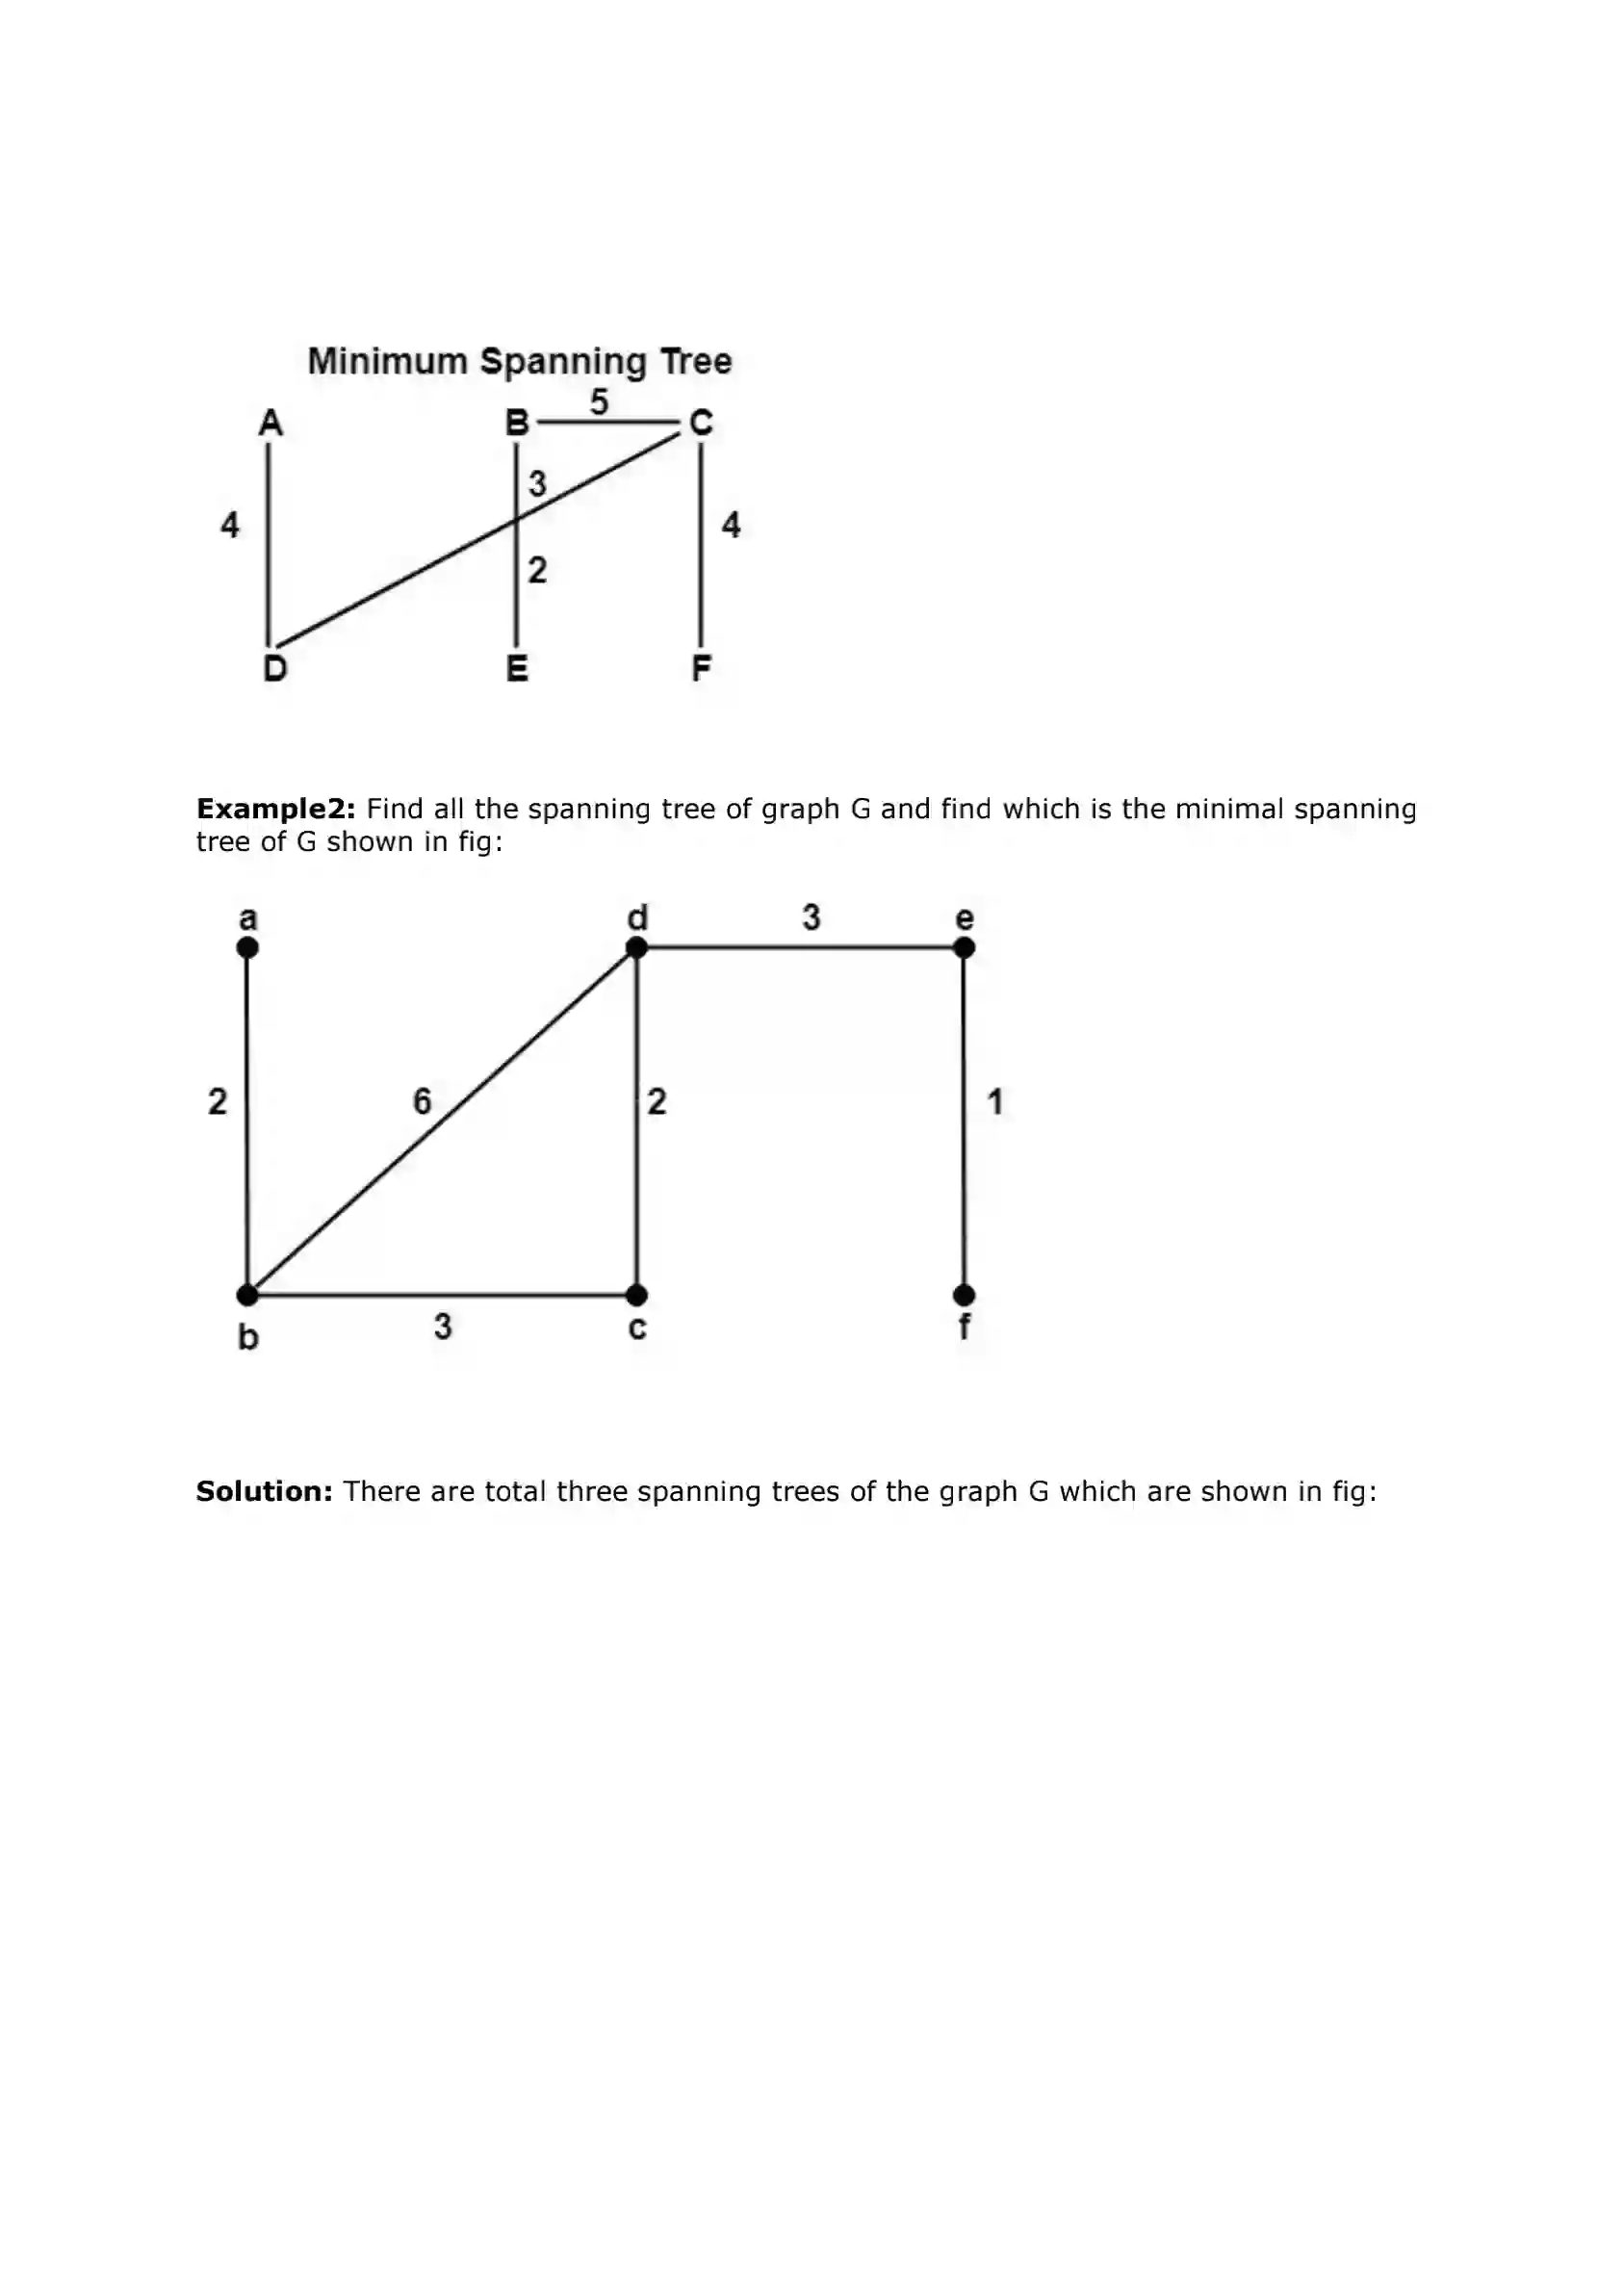 Minimum Spanning Tree
5
A B C
3
4 4
2
D E F
Example2: Find all the spanning tree of graph G and find which is the minimal spanning
tree of G shown in fig:
a d 3 e
2 6 2 1
b 3 c f
Solution: There are total three spanning trees of the graph G which are shown in fig: